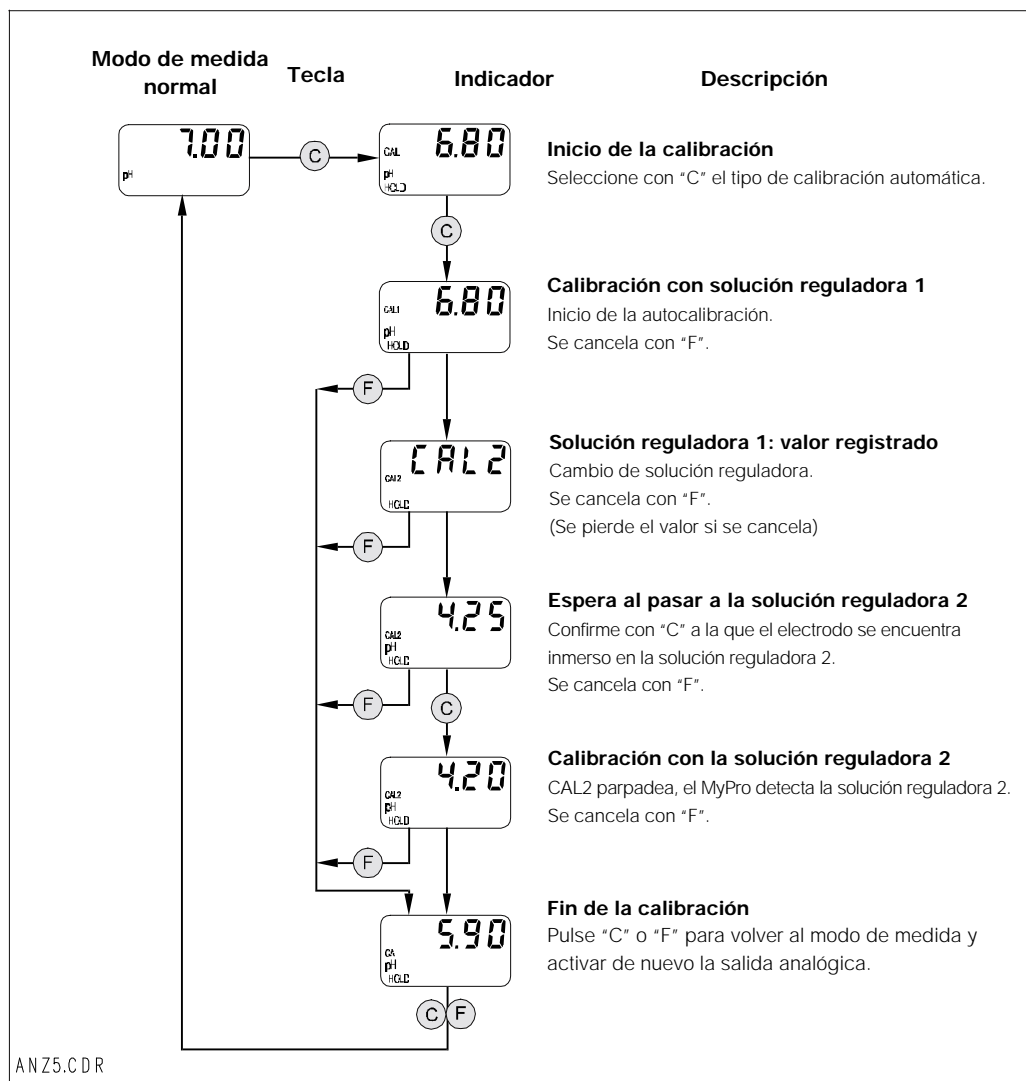 Modo de medida
normal
Tecla
Indicador
Descripción
7.00
pH
C
CAL
6.80
pH
HOLD
Inicio de la calibración
Seleccione con “C” el tipo de calibración automática.
C
CAL1
6.80
pH
HOLD
Calibración con solución reguladora 1
Inicio de la autocalibración.
Se cancela con “F”.
F
CAL2
CAL2
HOLD
Solución reguladora 1: valor registrado
Cambio de solución reguladora.
Se cancela con “F”.
(Se pierde el valor si se cancela)
F
4.25
CAL2
pH
HOLD
Espera al pasar a la solución reguladora 2
Confirme con “C” a la que el electrodo se encuentra
inmerso en la solución reguladora 2.
Se cancela con “F”.
F
C
4.20
CAL2
pH
HOLD
Calibración con la solución reguladora 2
CAL2 parpadea, el MyPro detecta la solución reguladora 2.
Se cancela con “F”.
F
5.90
CA
pH
HOLD
Fin de la calibración
Pulse “C” o “F” para volver al modo de medida y
activar de nuevo la salida analógica.
C F
ANZ5.CDR